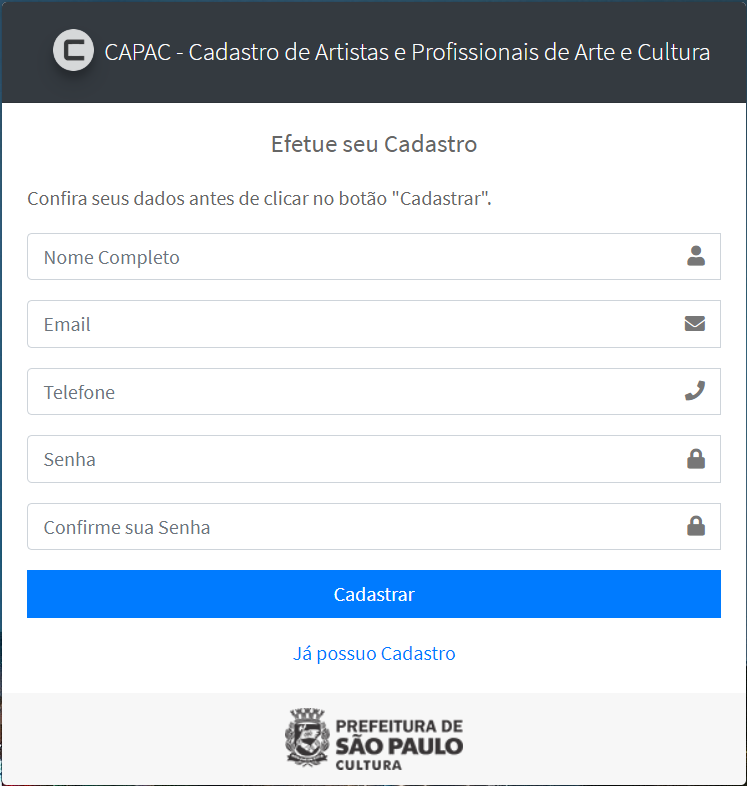 CAPAC - Cadastro de Artistas e Profissionais de Arte e Cultura
Efetue seu Cadastro
Confira seus dados antes de clicar no botão "Cadastrar".
Nome Completo
Email
Telefone
Senha
Confirme sua Senha
Cadastrar
Já possuo Cadastro
PREFEITURA DE
SÃO PAULO
CULTURA